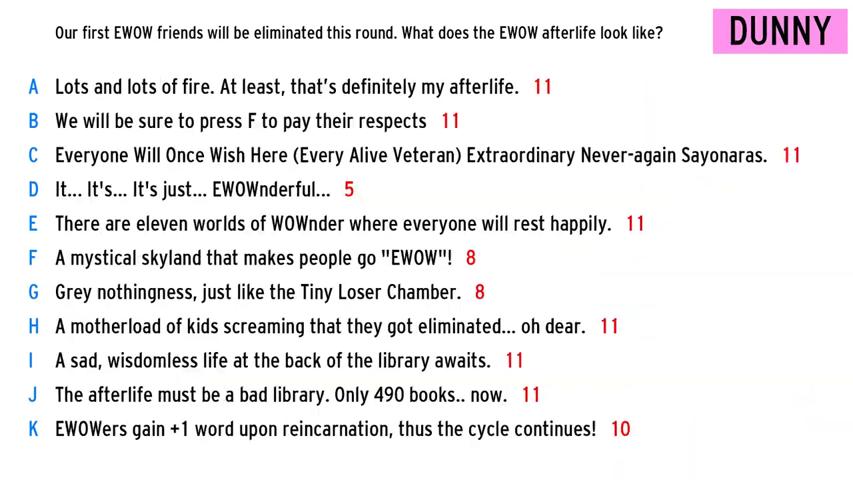 Our first EWOW friends will be eliminated this round. What does the EWOW afterlife look like?
DUNNY
A Lots and lots of fire. At least, that's definitely my afterlife. 11
B We will be sure to press F to pay their respects 11
C Everyone Will Once Wish Here (Every Alive Veteran) Extraordinary Never-again Sayonaras. 11
D It... It's... It's just... EWOWnderful... 5
E There are eleven worlds of WOWnder where everyone will rest happily. 11
F A mystical skyland that makes people go "EWOW"! 8
G Grey nothingness, just like the Tiny Loser Chamber. 8
H A motherload of kids screaming that they got eliminated... oh dear. 11
I A sad, wisdomless life at the back of the library awaits. 11
J The afterlife must be a bad library. Only 490 books.. now. 11
K EWOWers gain +1 word upon reincarnation, thus the cycle continues! 10